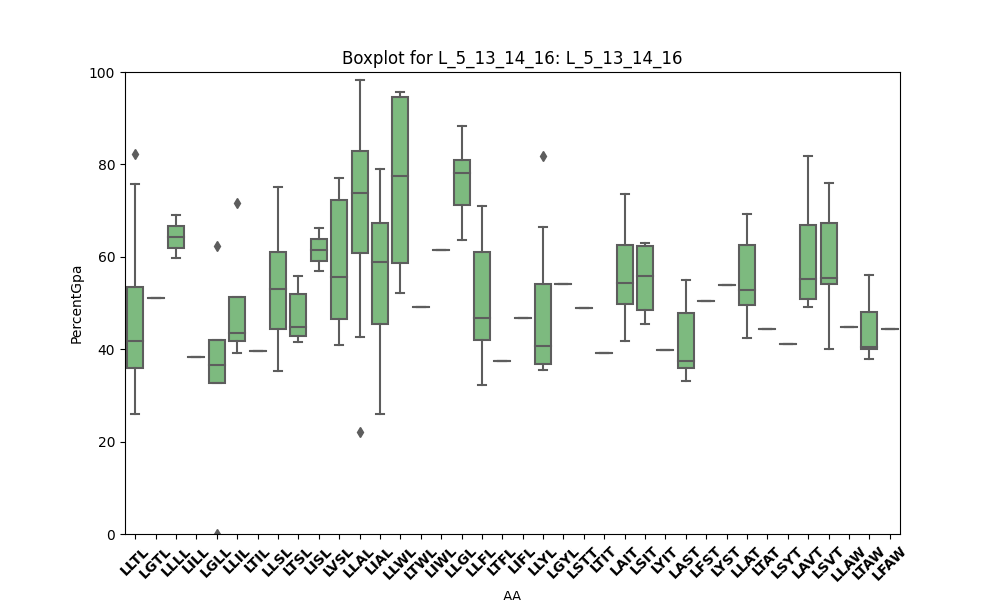 Boxplot for L_5_13_14_16: L_5_13_14_16
100
80
60
40
20
0
PercentGpa
LLTL LGTL LLLL LILL LGLL LLIL LTIL LLSL LTSL LISL LVSL LLAL LIAL LLWL LTWL LIWL LLGL LLFL LTFL LIFL LLYL LGYL LSTT LTIT LAIT LSIT LYIT LAST LFST LYST LLAT LTAT LSYT LAVT LSVT LLAW LTAW LFAW
AA